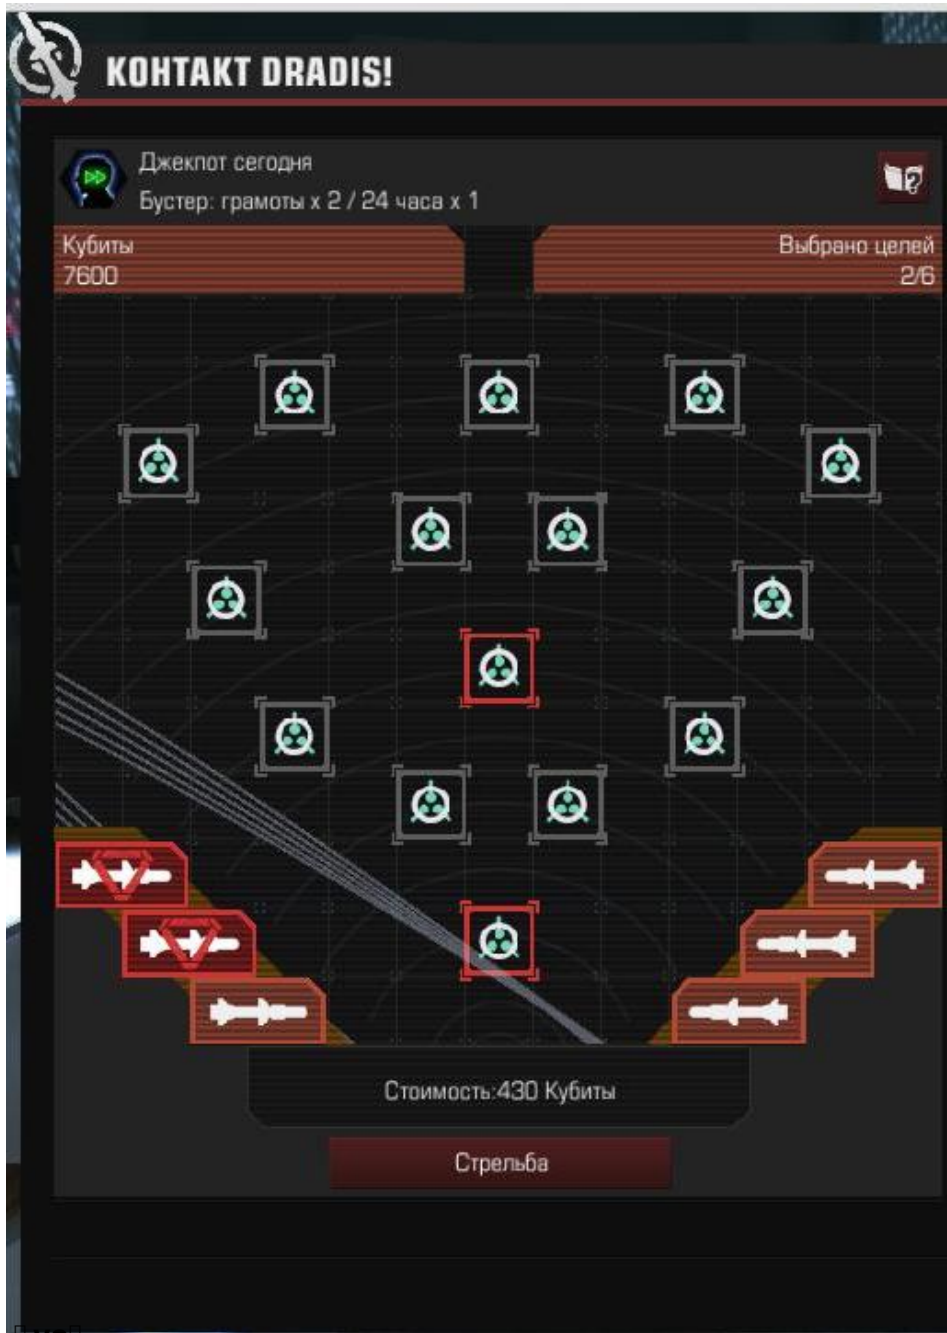 КОНТАКТ DRADIS!
Джекпот сегодня
Бустер: грамоты x 2 / 24 часа x 1
Кубиты
7600
Выбрано целей
2/6
Стоимость:430 Кубиты
Стрельба